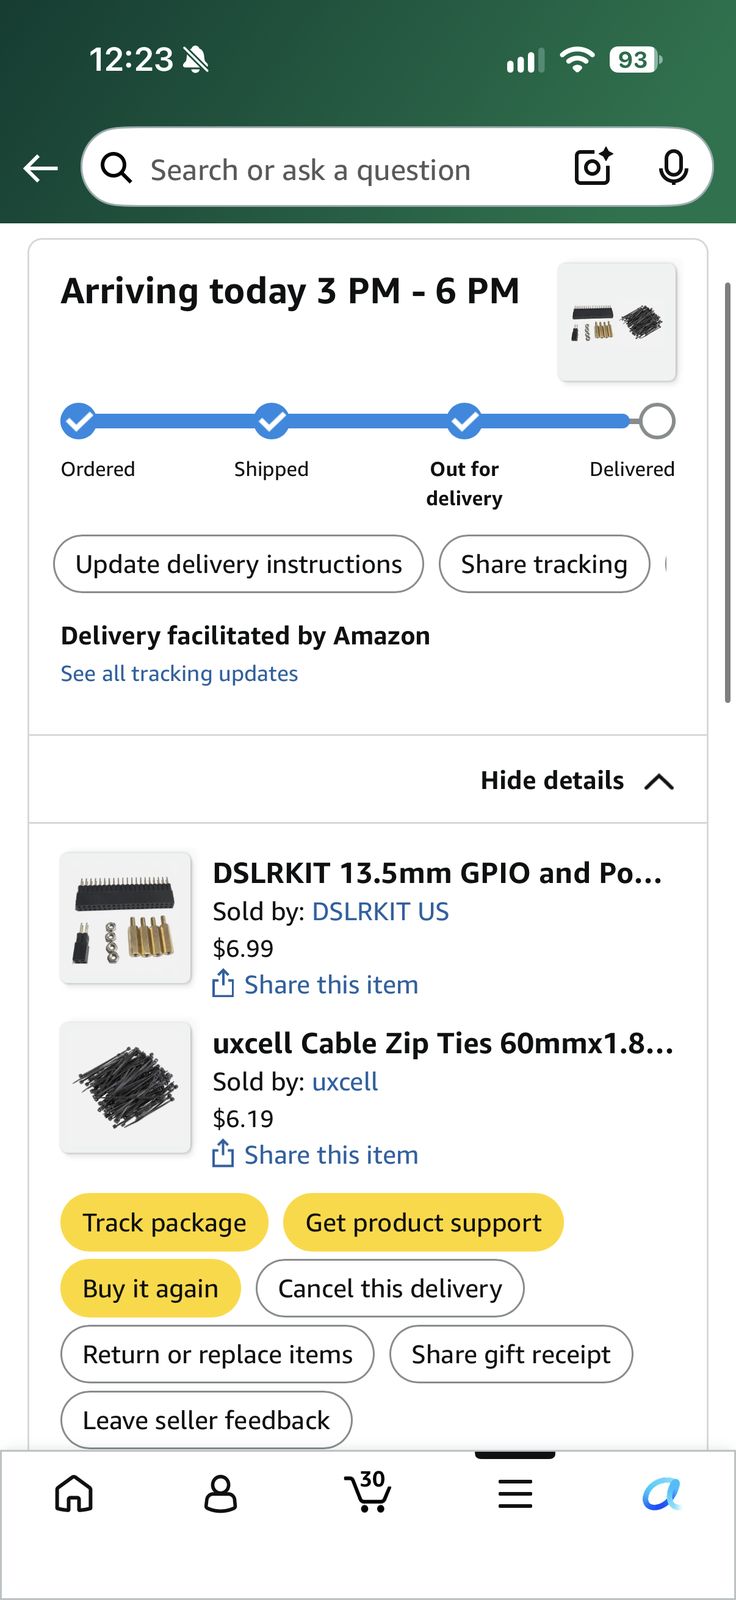 12:23
93
Search or ask a question
Arriving today 3 PM - 6 PM
Ordered
Shipped
Out for
delivery
Delivered
Update delivery instructions
Share tracking
Delivery facilitated by Amazon
See all tracking updates
Hide details
DSLRKIT 13.5mm GPIO and Po...
Sold by: DSLRKIT US
$6.99
Share this item
uxcell Cable Zip Ties 60mmx1.8...
Sold by: uxcell
$6.19
Share this item
Track package
Get product support
Buy it again
Cancel this delivery
Return or replace items
Share gift receipt
Leave seller feedback
30